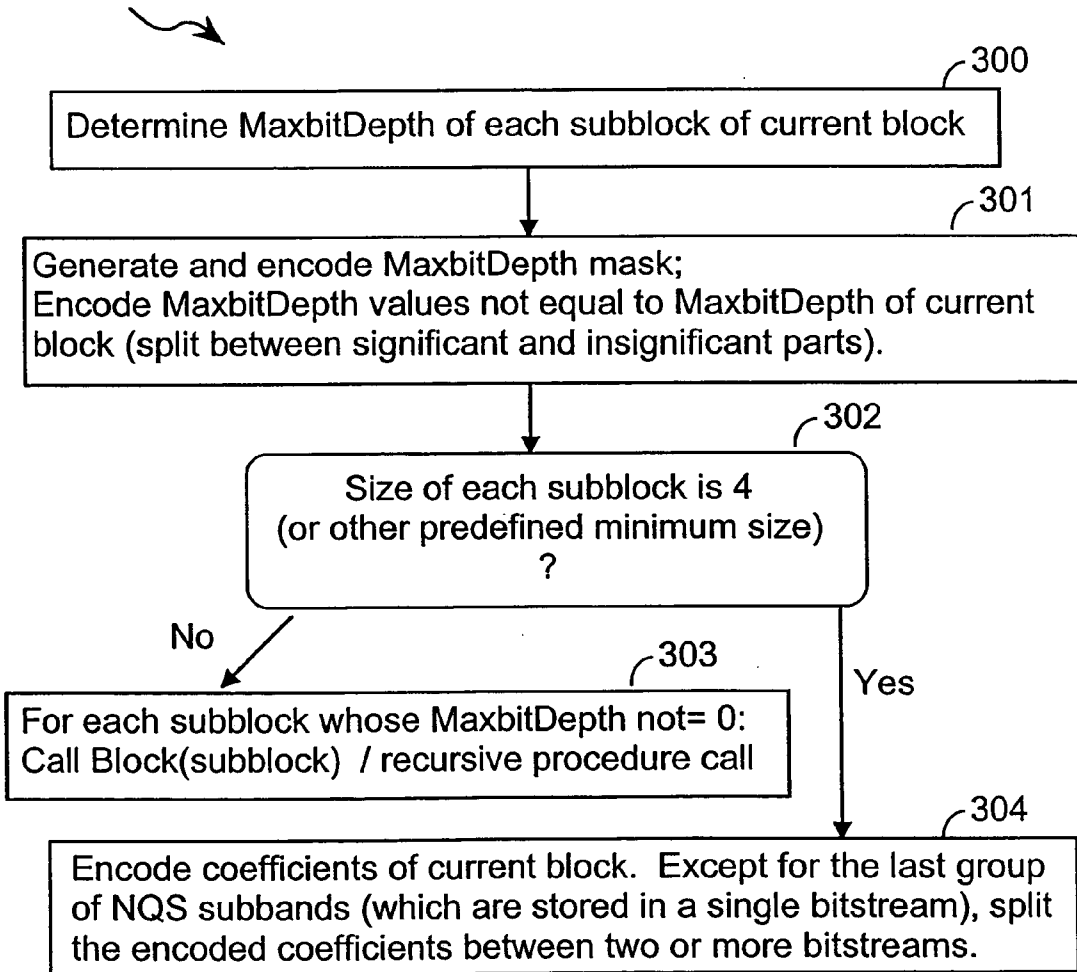 300
Determine MaxbitDepth of each subblock of current block
301
Generate and encode MaxbitDepth mask;
Encode MaxbitDepth values not equal to MaxbitDepth of current
block (split between significant and insignificant parts).
302
Size of each subblock is 4
(or other predefined minimum size)
?
No
Yes
303
For each subblock whose MaxbitDepth not= 0:
Call Block(subblock) / recursive procedure call
304
Encode coefficients of current block. Except for the last group
of NQS subbands (which are stored in a single bitstream), split
the encoded coefficients between two or more bitstreams.